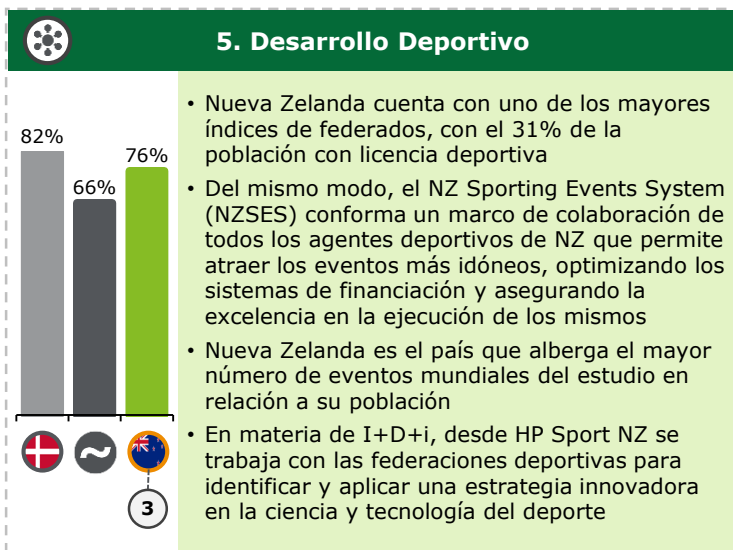 5. Desarrollo Deportivo
82%
66%
76%
3
• Nueva Zelanda cuenta con uno de los mayores
índices de federados, con el 31% de la
población con licencia deportiva
• Del mismo modo, el NZ Sporting Events System
(NZSES) conforma un marco de colaboración de
todos los agentes deportivos de NZ que permite
atraer los eventos más idóneos, optimizando los
sistemas de financiación y asegurando la
excelencia en la ejecución de los mismos
• Nueva Zelanda es el país que alberga el mayor
número de eventos mundiales del estudio en
relación a su población
• En materia de I+D+i, desde HP Sport NZ se
trabaja con las federaciones deportivas para
identificar y aplicar una estrategia innovadora
en la ciencia y tecnología del deporte